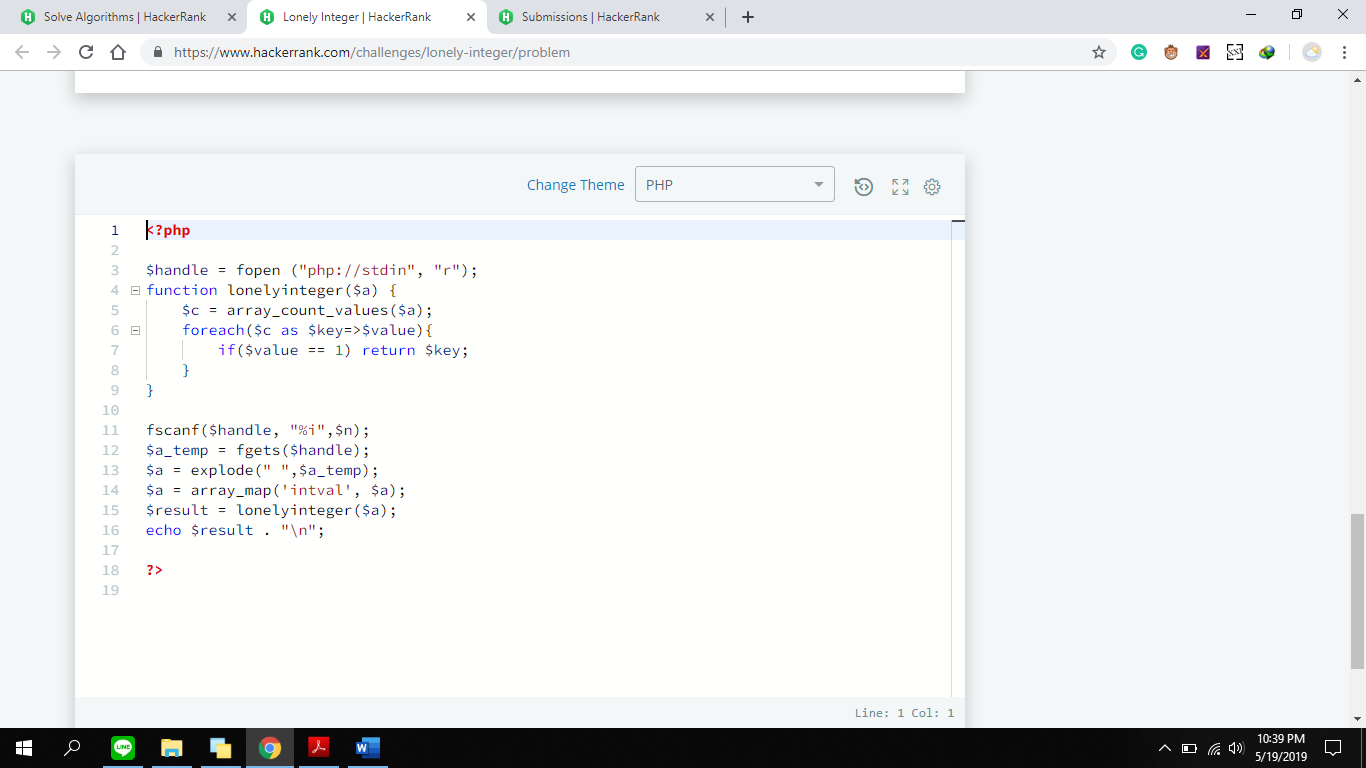 Solve Algorithms | HackerRank
Lonely Integer | HackerRank
Submissions | HackerRank
https://www.hackerrank.com/challenges/lonely-integer/problem
Change Theme
PHP
1 <?php
2
3 $handle = fopen ("php://stdin", "r");
4 function lonelyinteger($a) {
5 $c = array_count_values($a);
6 foreach($c as $key=>$value){
7 if($value == 1) return $key;
8 }
9 }
10
11 fscanf($handle, "%i",$n);
12 $a_temp = fgets($handle);
13 $a = explode(" ",$a_temp);
14 $a = array_map('intval', $a);
15 $result = lonelyinteger($a);
16 echo $result . "\n";
17
18 ?>
19
Line: 1 Col: 1
LINE
W
10:39 PM
5/19/2019